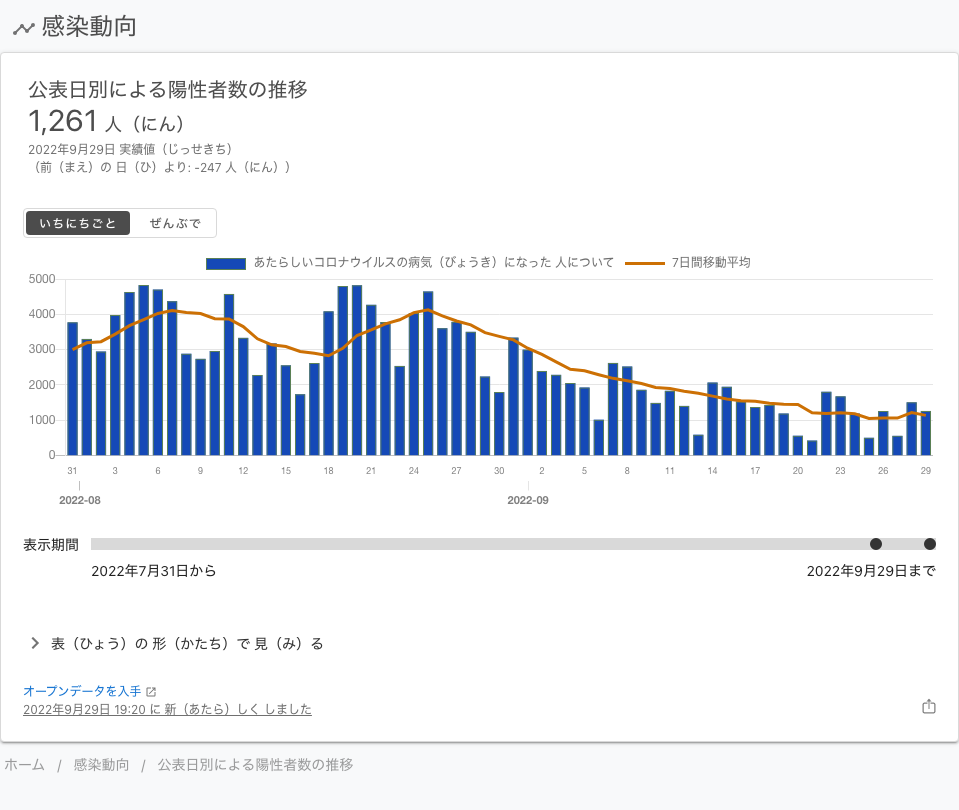 感染動向
公表日別による陽性者数の推移
1,261 人（にん）
2022年9月29日 実績値（じっせきち）
（前（まえ）の 日（ひ）より: -247 人（にん））
いちにちごと ぜんぶで
あたらしいコロナウイルスの病気（びょうき）になった 人について 7日間移動平均
5000
4000
3000
2000
1000
0
31 3 6 9 12 15 18 21 24 27 30 2 5 8 11 14 17 20 23 26 29
2022-08 2022-09
表示期間
2022年7月31日から 2022年9月29日まで
表（ひょう）の 形（かたち）で 見（み）る
オープンデータを入手
2022年9月29日 19:20 に 新（あたら）しく しました
ホーム / 感染動向 / 公表日別による陽性者数の推移